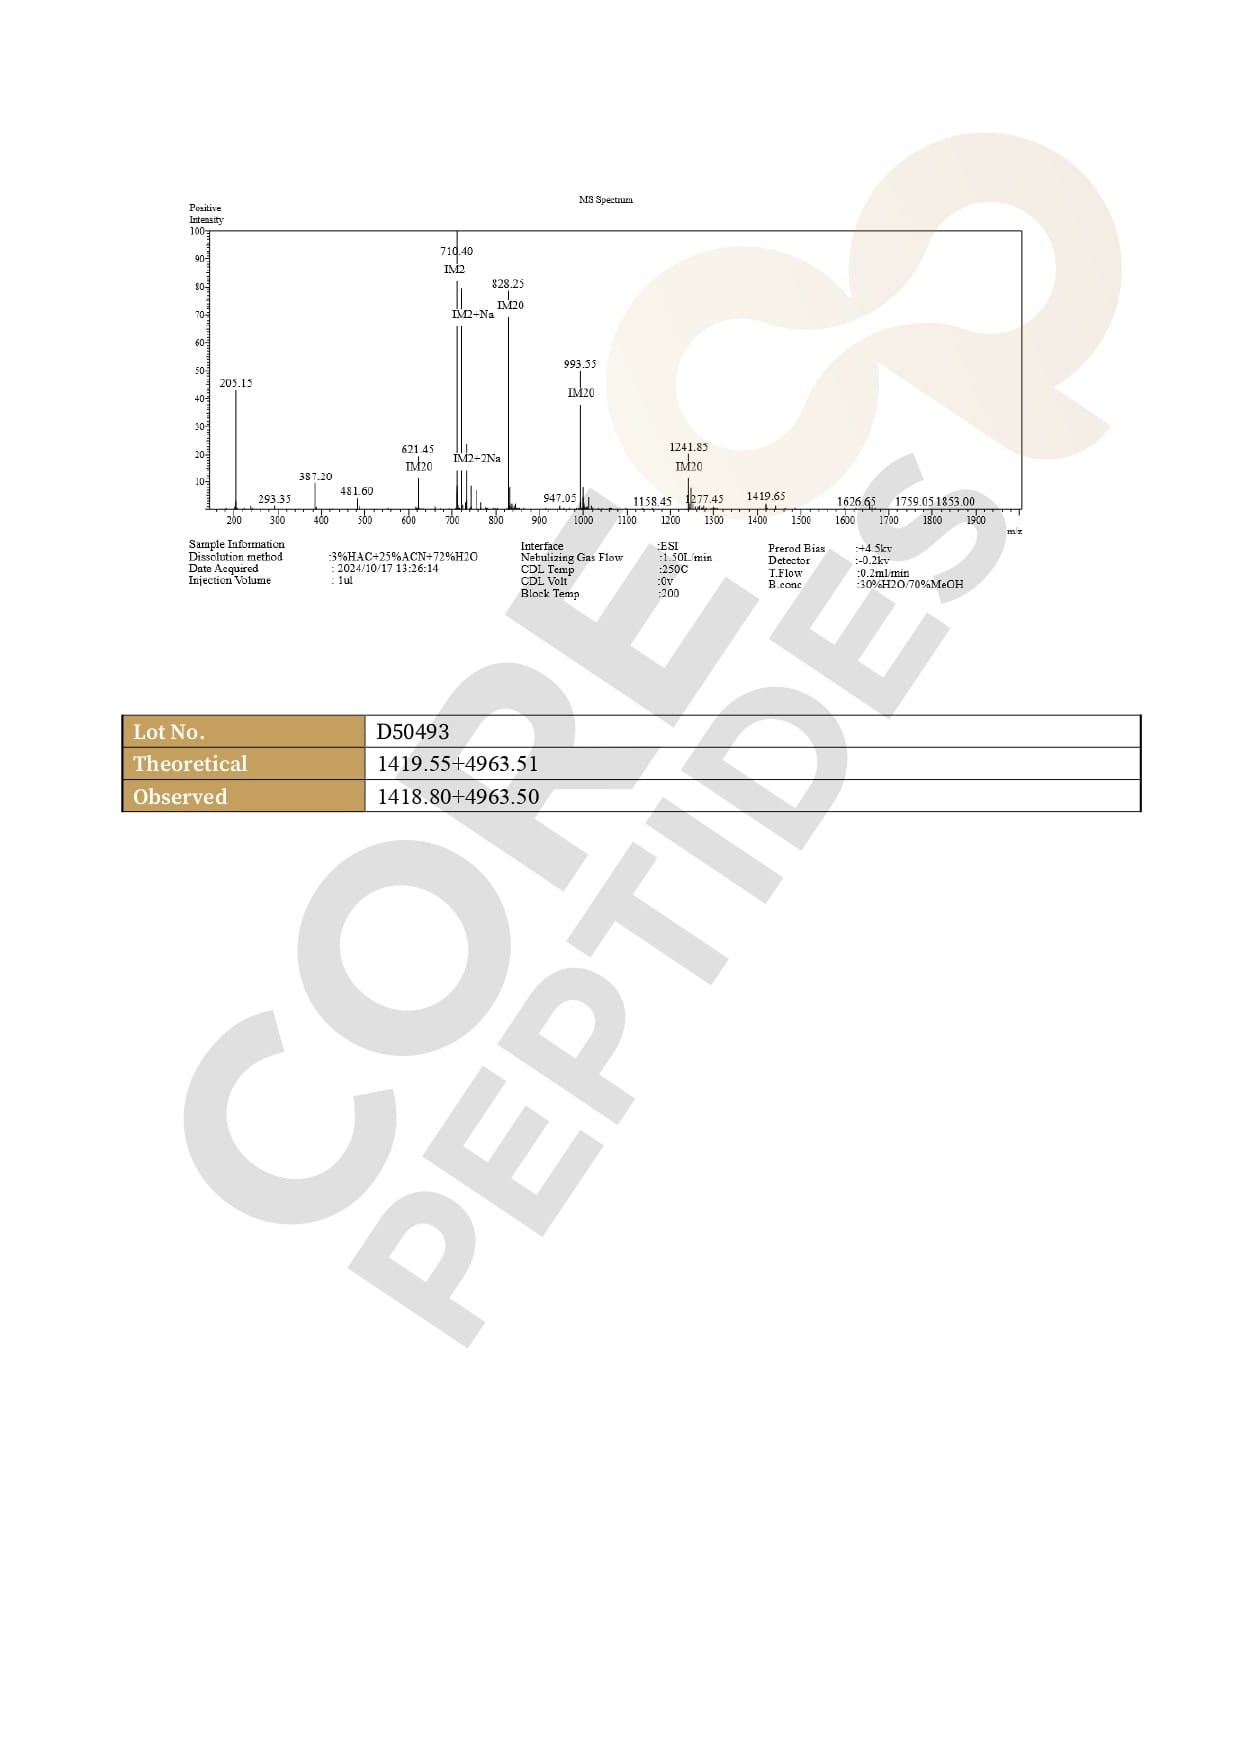 MS Spectrum
Positive
Intensity
100
90
80
70
60
50
40
30
20
10
710.40
IM2
828.25
IM20
IM2+Na
993.55
IM20
205.15
621.45
IM20
IM2+2Na
1241.85
IM20
387.20
481.60
293.35
947.05
1158.45
1277.45
1419.65
1626.65
1759.05
1853.00
200 300 400 500 600 700 800 900 1000 1100 1200 1300 1400 1500 1600 1700 1800 1900
m/z
Sample Information
Dissolution method :3%HAC+25%ACN+72%H2O
Date Acquired : 2024/10/17 13:26:14
Injection Volume : 1ul
Interface :ESI
Nebulizing Gas Flow :1.50L/min
CDL Temp :250C
CDL Volt :0v
Block Temp :200
Prerod Bias :+4.5kv
Detector :-0.2kv
T.Flow :0.2ml/min
B.conc :30%H2O/70%MeOH
Lot No. D50493
Theoretical 1419.55+4963.51
Observed 1418.80+4963.50
CORE
PEPTIDES